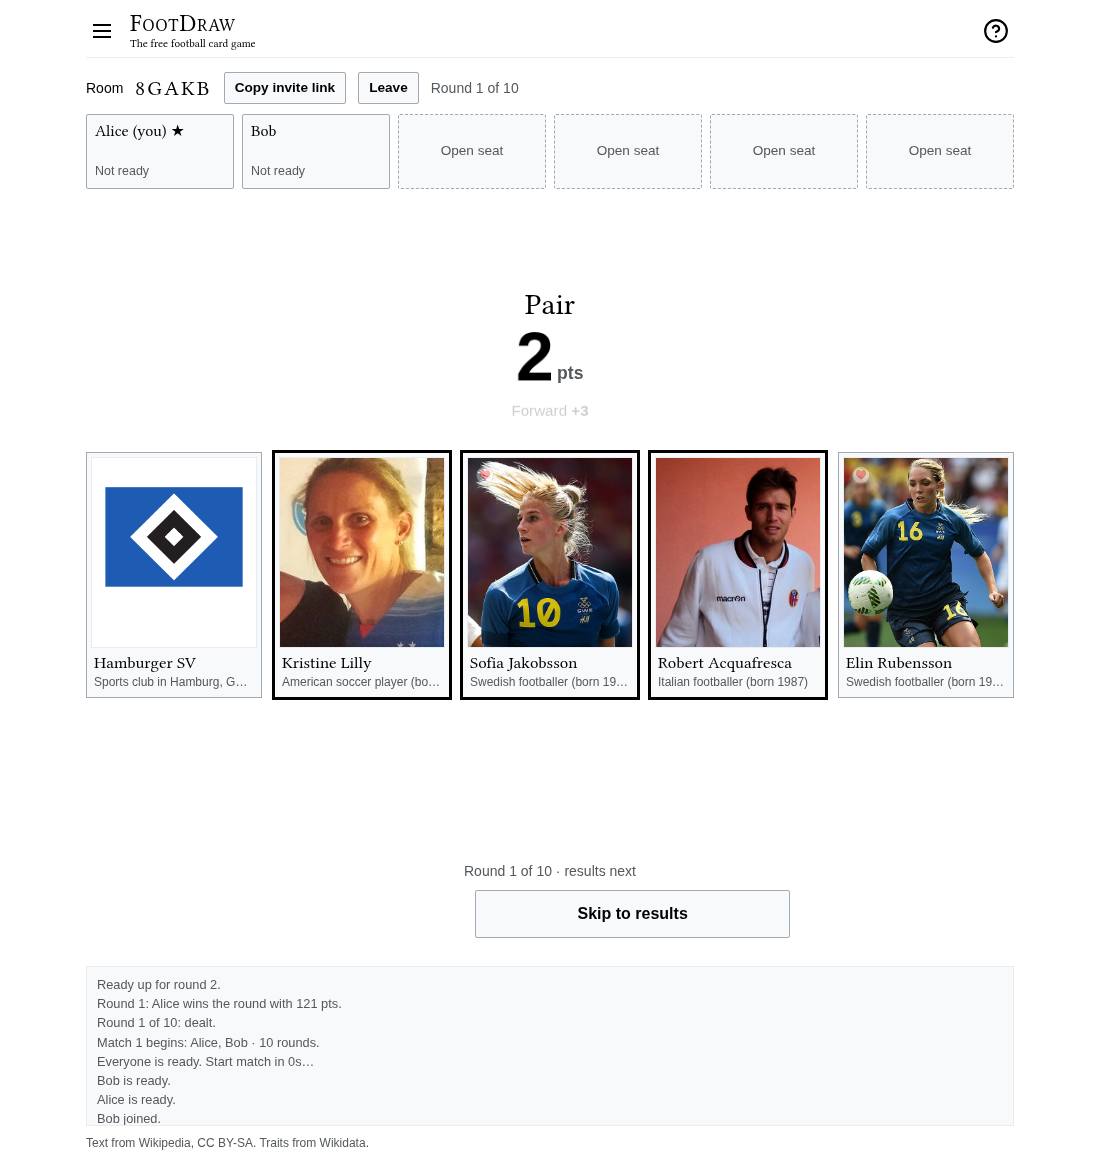 FootDraw
The free football card game
Room 8GAKB Copy invite link Leave Round 1 of 10
Alice (you) ★
Not ready
Bob
Not ready
Open seat
Open seat
Open seat
Open seat
Pair
2 pts
Forward +3
10
macron
16
16
Hamburger SV
Sports club in Hamburg, G…
Kristine Lilly
American soccer player (bo…
Sofia Jakobsson
Swedish footballer (born 19…
Robert Acquafresca
Italian footballer (born 1987)
Elin Rubensson
Swedish footballer (born 19…
Round 1 of 10 · results next
Skip to results
Ready up for round 2.
Round 1: Alice wins the round with 121 pts.
Round 1 of 10: dealt.
Match 1 begins: Alice, Bob · 10 rounds.
Everyone is ready. Start match in 0s…
Bob is ready.
Alice is ready.
Bob joined.
Text from Wikipedia, CC BY-SA. Traits from Wikidata.